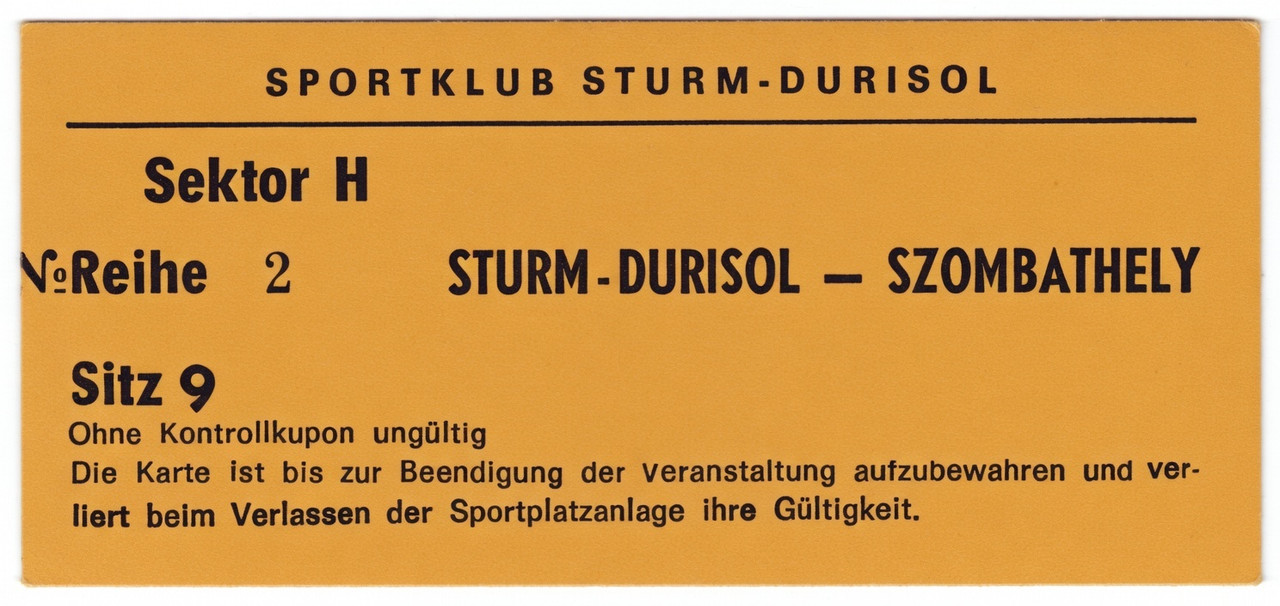 SPORTKLUB STURM-DURISOL
Sektor H
№Reihe 2 STURM-DURISOL — SZOMBATHELY
Sitz 9
Ohne Kontrollkupon ungültig
Die Karte ist bis zur Beendigung der Veranstaltung aufzubewahren und ver-
liert beim Verlassen der Sportplatzanlage ihre Gültigkeit.